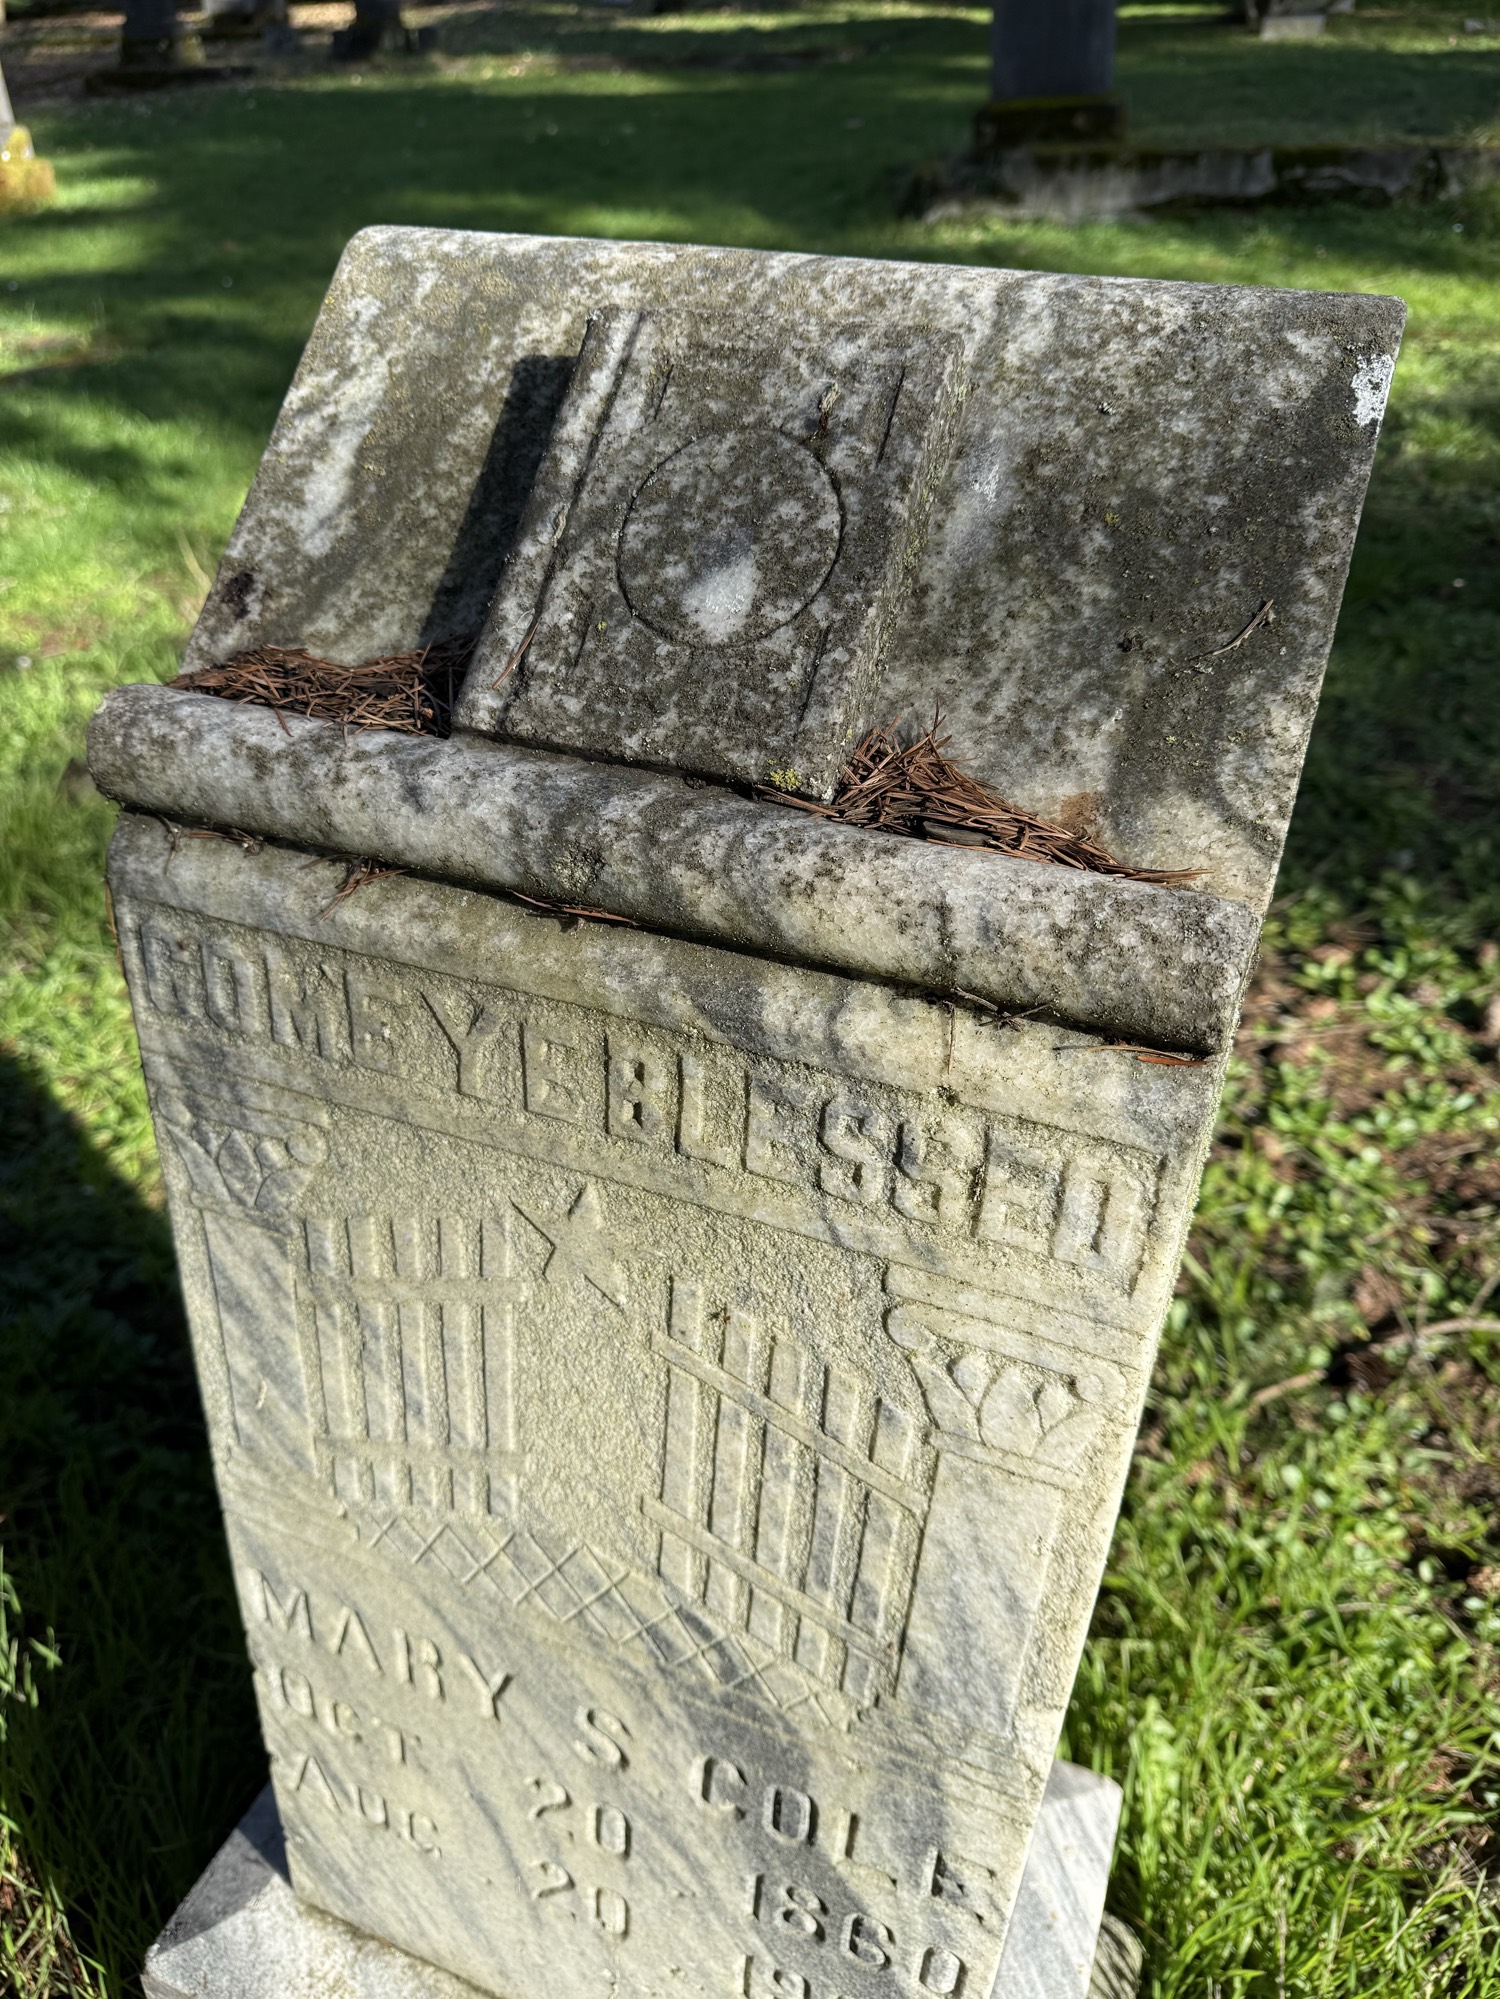 COME YE BLESSED
MARY S COLE
OCT 20 1860
AUG 20